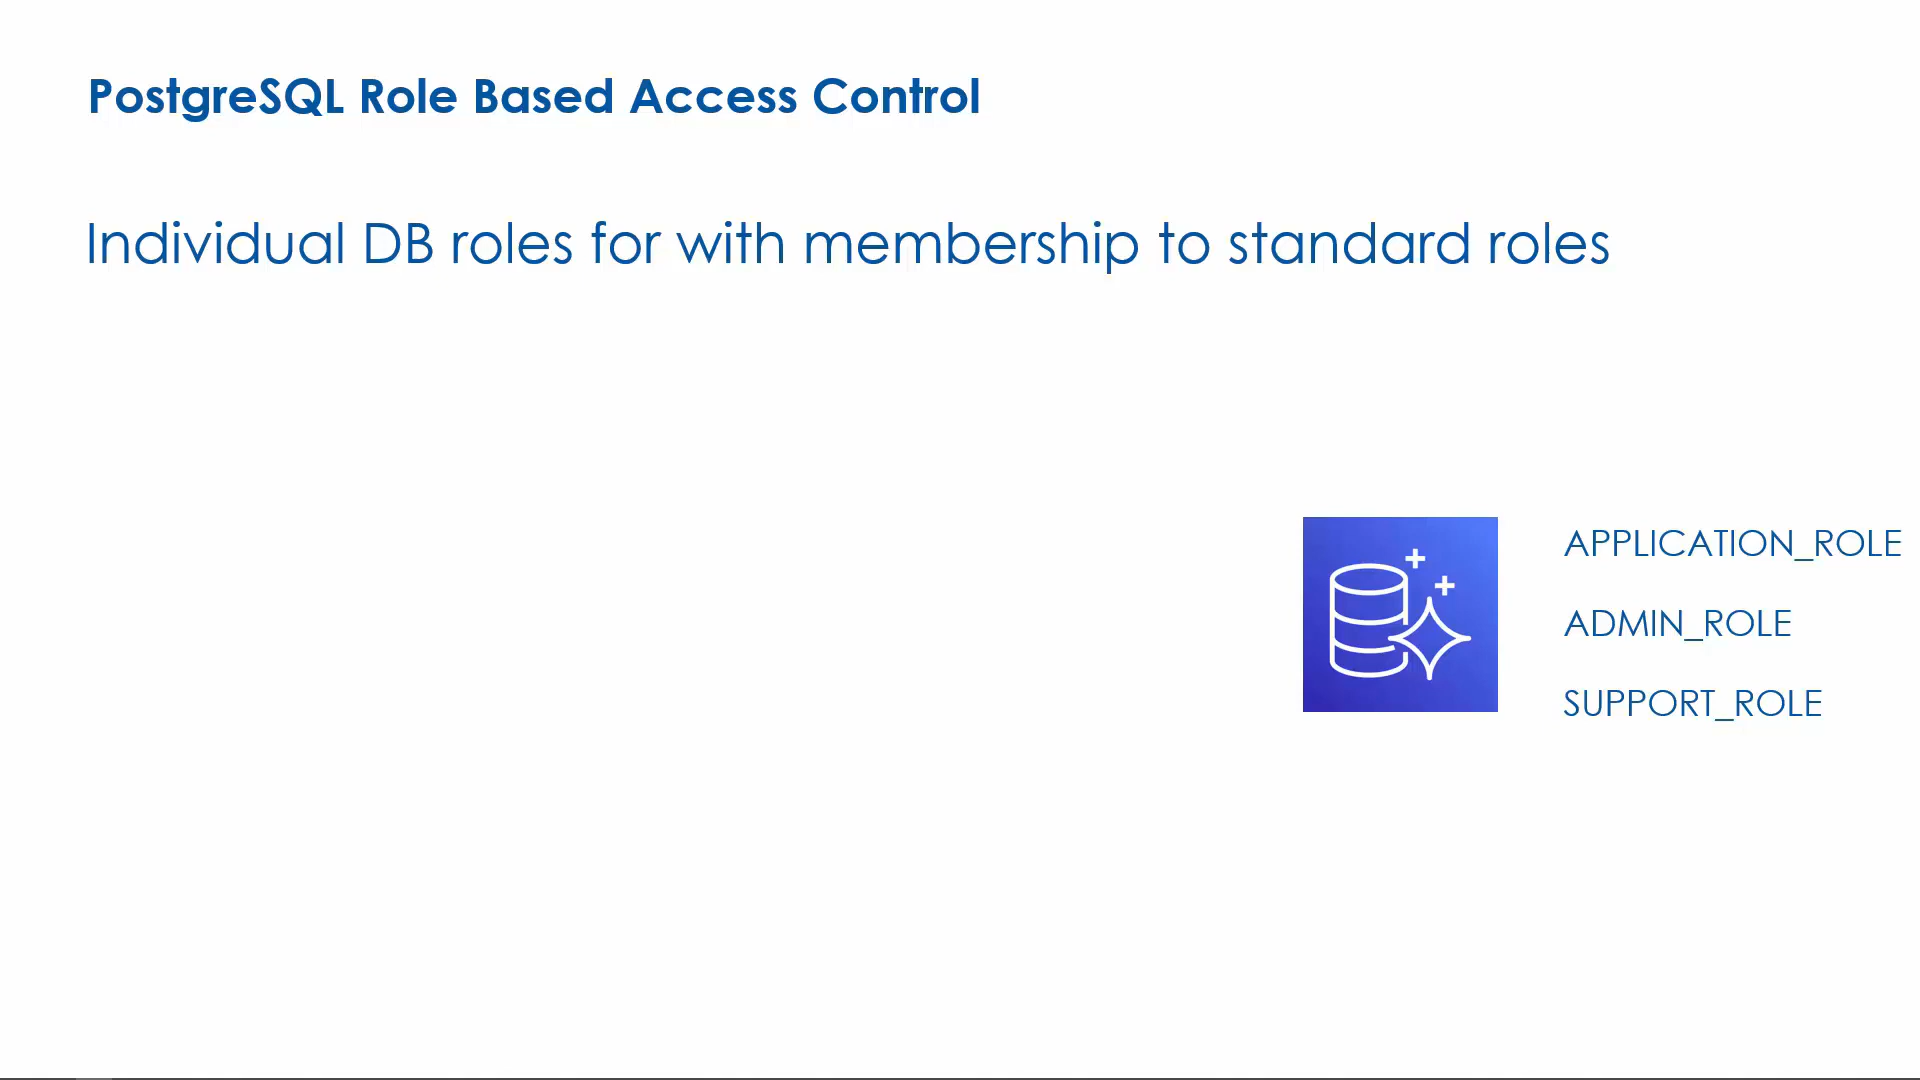 PostgreSQL Role Based Access Control
Individual DB roles for with membership to standard roles
APPLICATION_ROLE
ADMIN_ROLE
SUPPORT_ROLE